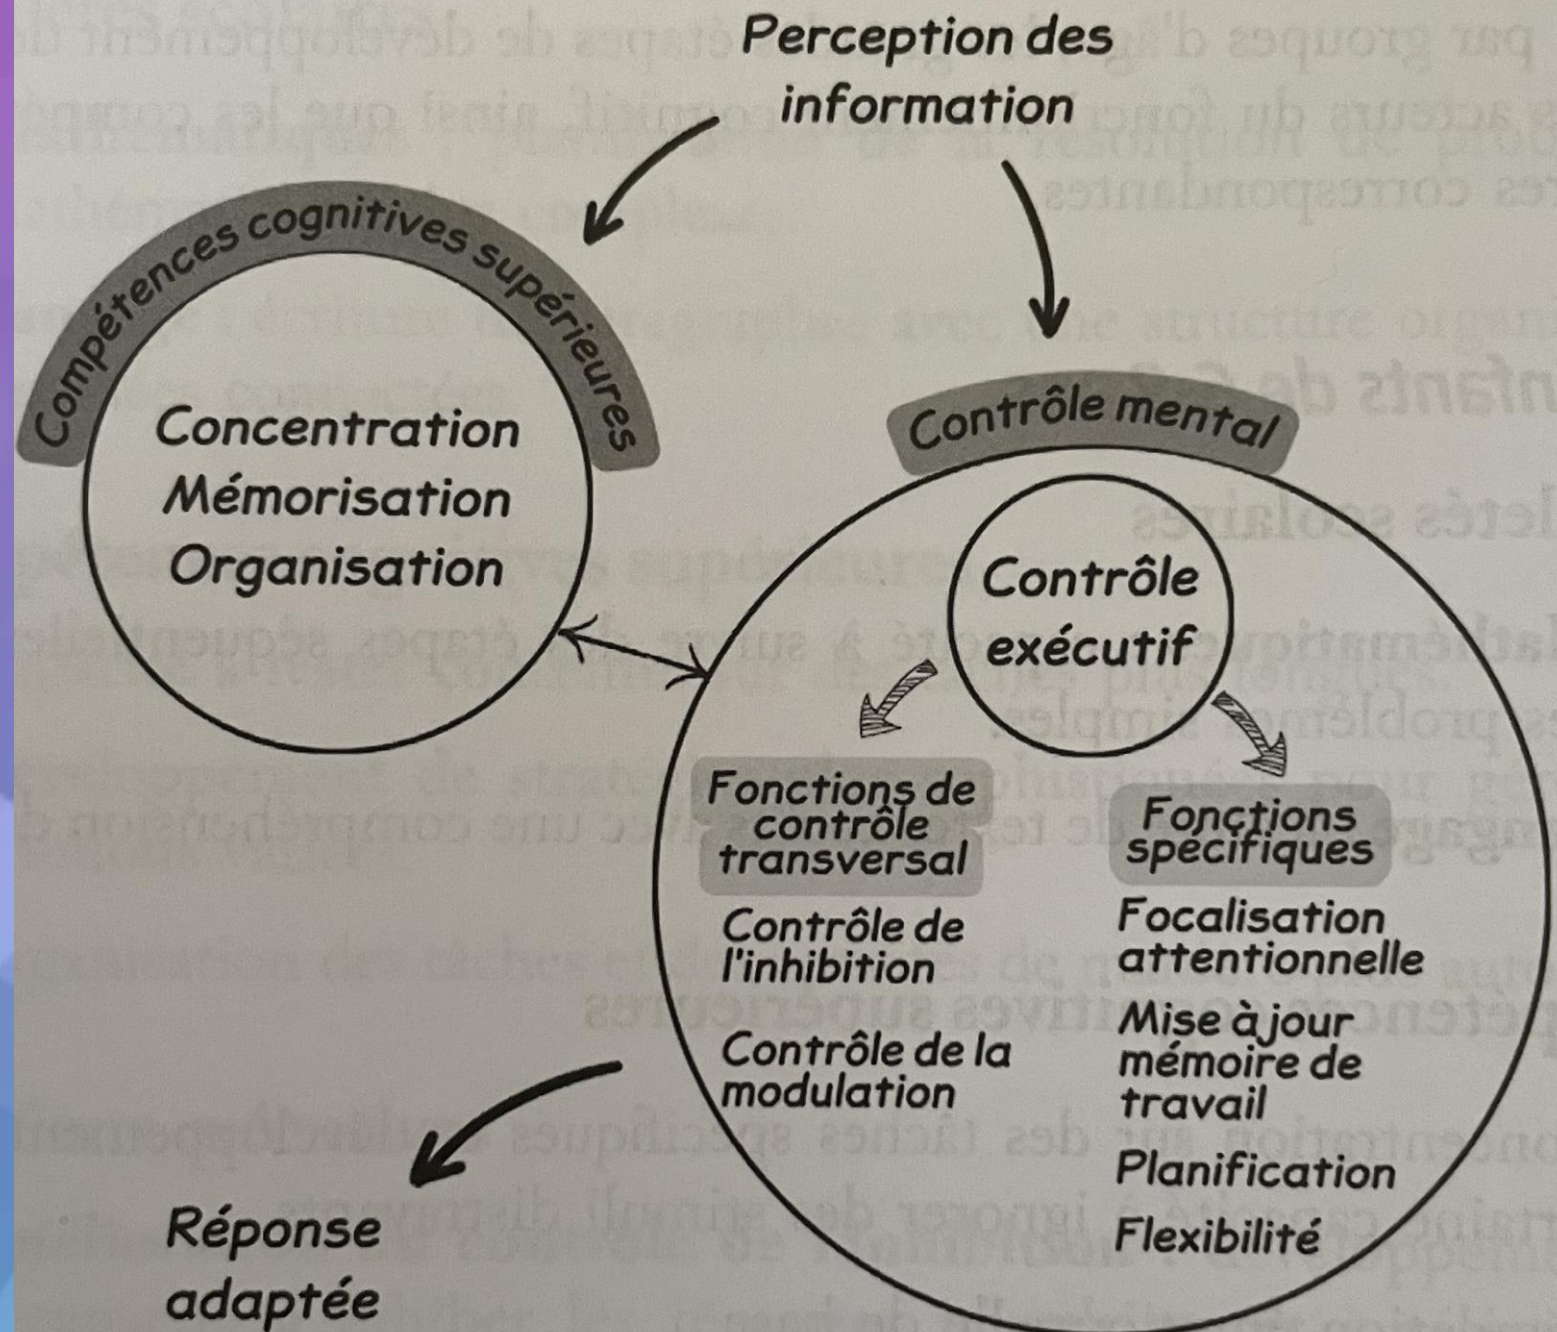 Perception des
information
Compétences cognitives supérieures
Concentration
Mémorisation
Organisation
Contrôle mental
Contrôle
exécutif
Fonctions de
contrôle
transversal
Contrôle de
l'inhibition
Contrôle de la
modulation
Fonctions
spécifiques
Focalisation
attentionnelle
Mise à jour
mémoire de
travail
Planification
Flexibilité
Réponse
adaptée